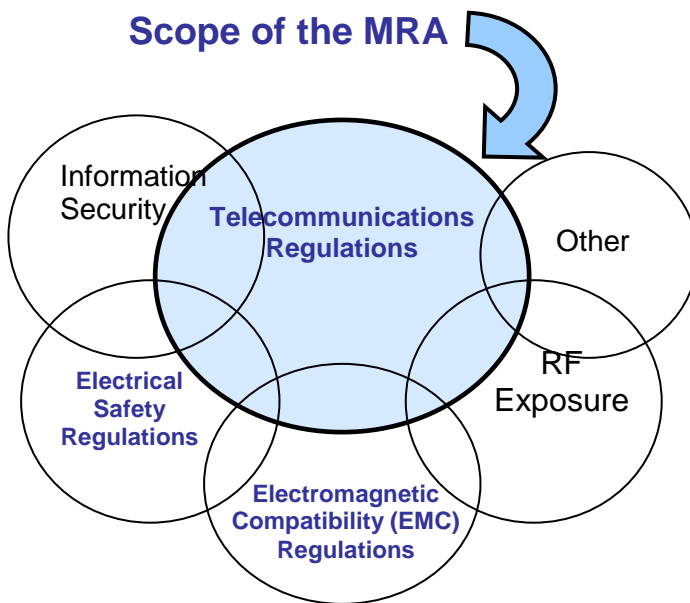 Scope of the MRA
Information
Security
Telecommunications
Regulations
Other
RF
Exposure
Electrical
Safety
Regulations
Electromagnetic
Compatibility (EMC)
Regulations